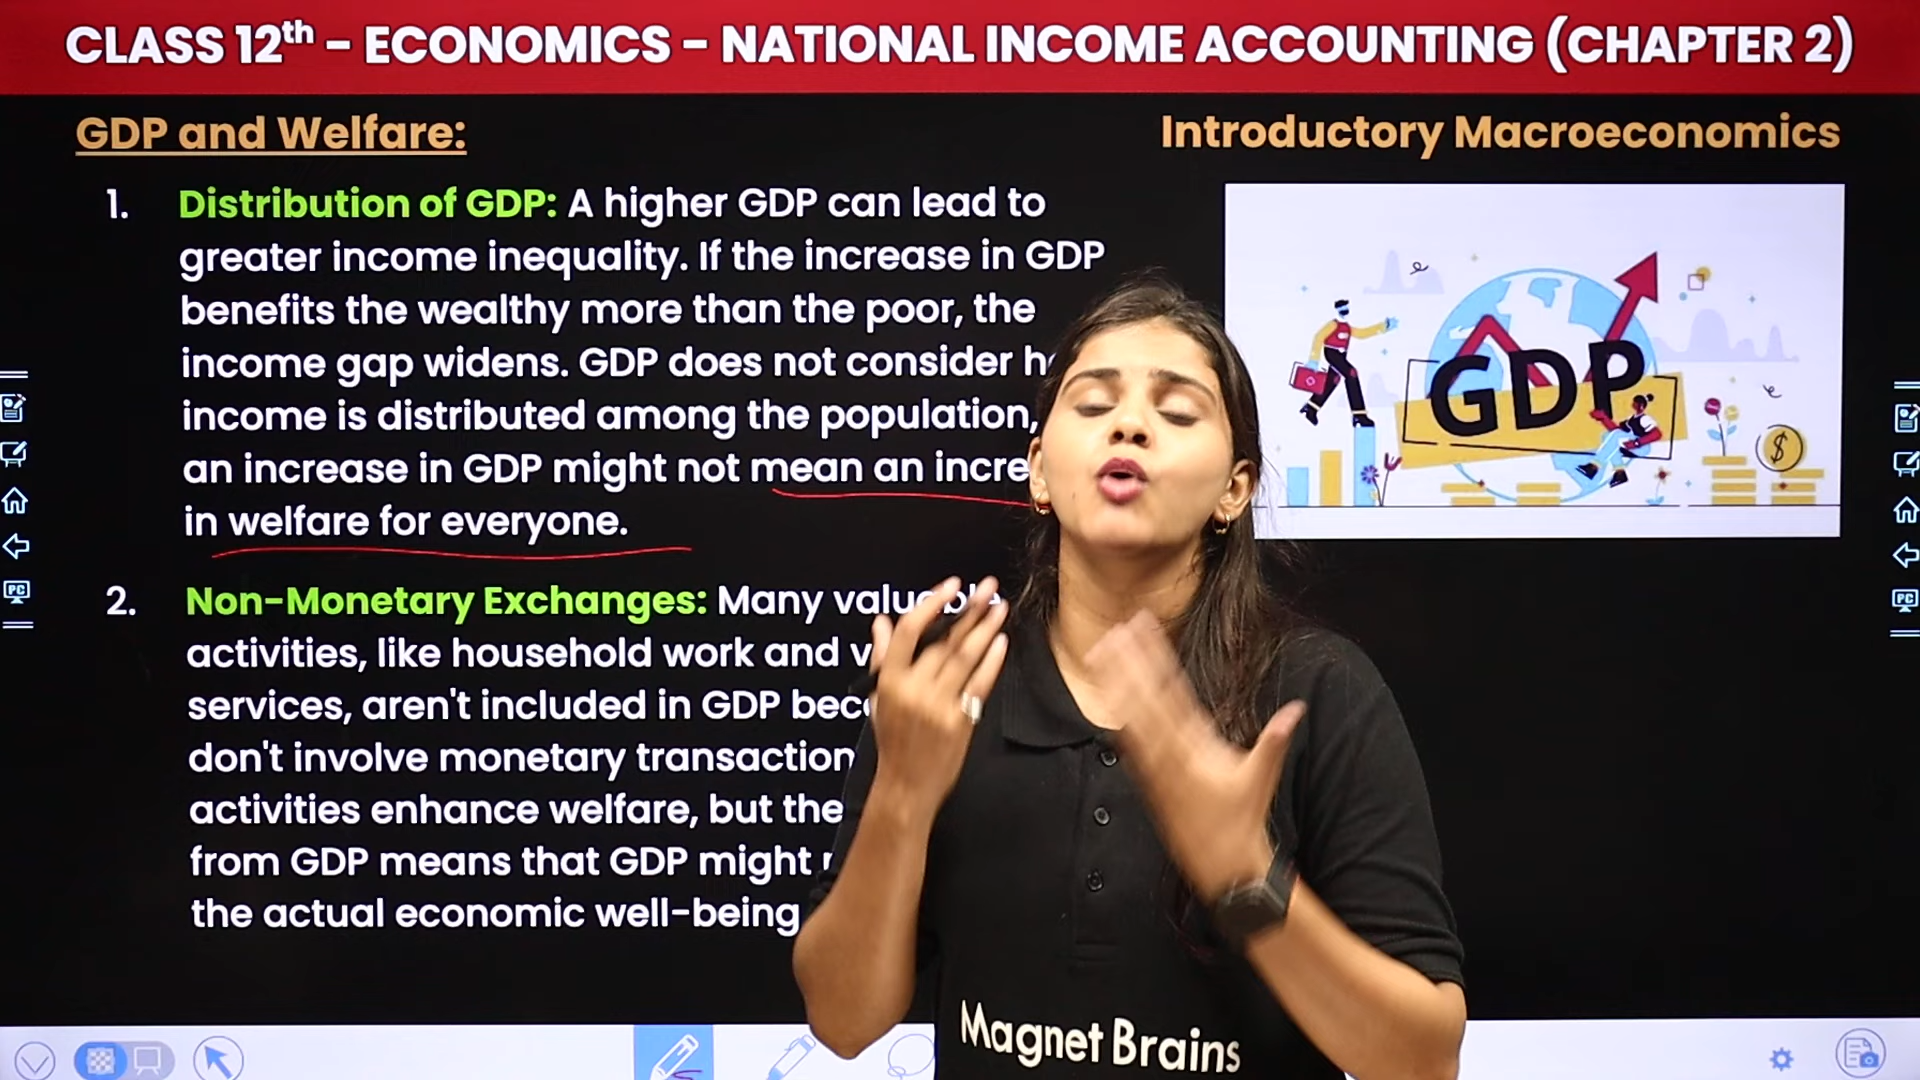 CLASS 12th – ECONOMICS – NATIONAL INCOME ACCOUNTING (CHAPTER 2)
GDP and Welfare:
Introductory Macroeconomics
1. Distribution of GDP: A higher GDP can lead to
greater income inequality. If the increase in GDP
benefits the wealthy more than the poor, the
income gap widens. GDP does not consider
income is distributed among the population,
an increase in GDP might not mean an
in welfare for everyone.
2. Non-Monetary Exchanges: Many valuable
activities, like household work and
services, aren't included in GDP
don't involve monetary
activities enhance welfare, but
from GDP means that GDP might
the actual economic well-being
GDP
$
PC
PC
Magnet Brains